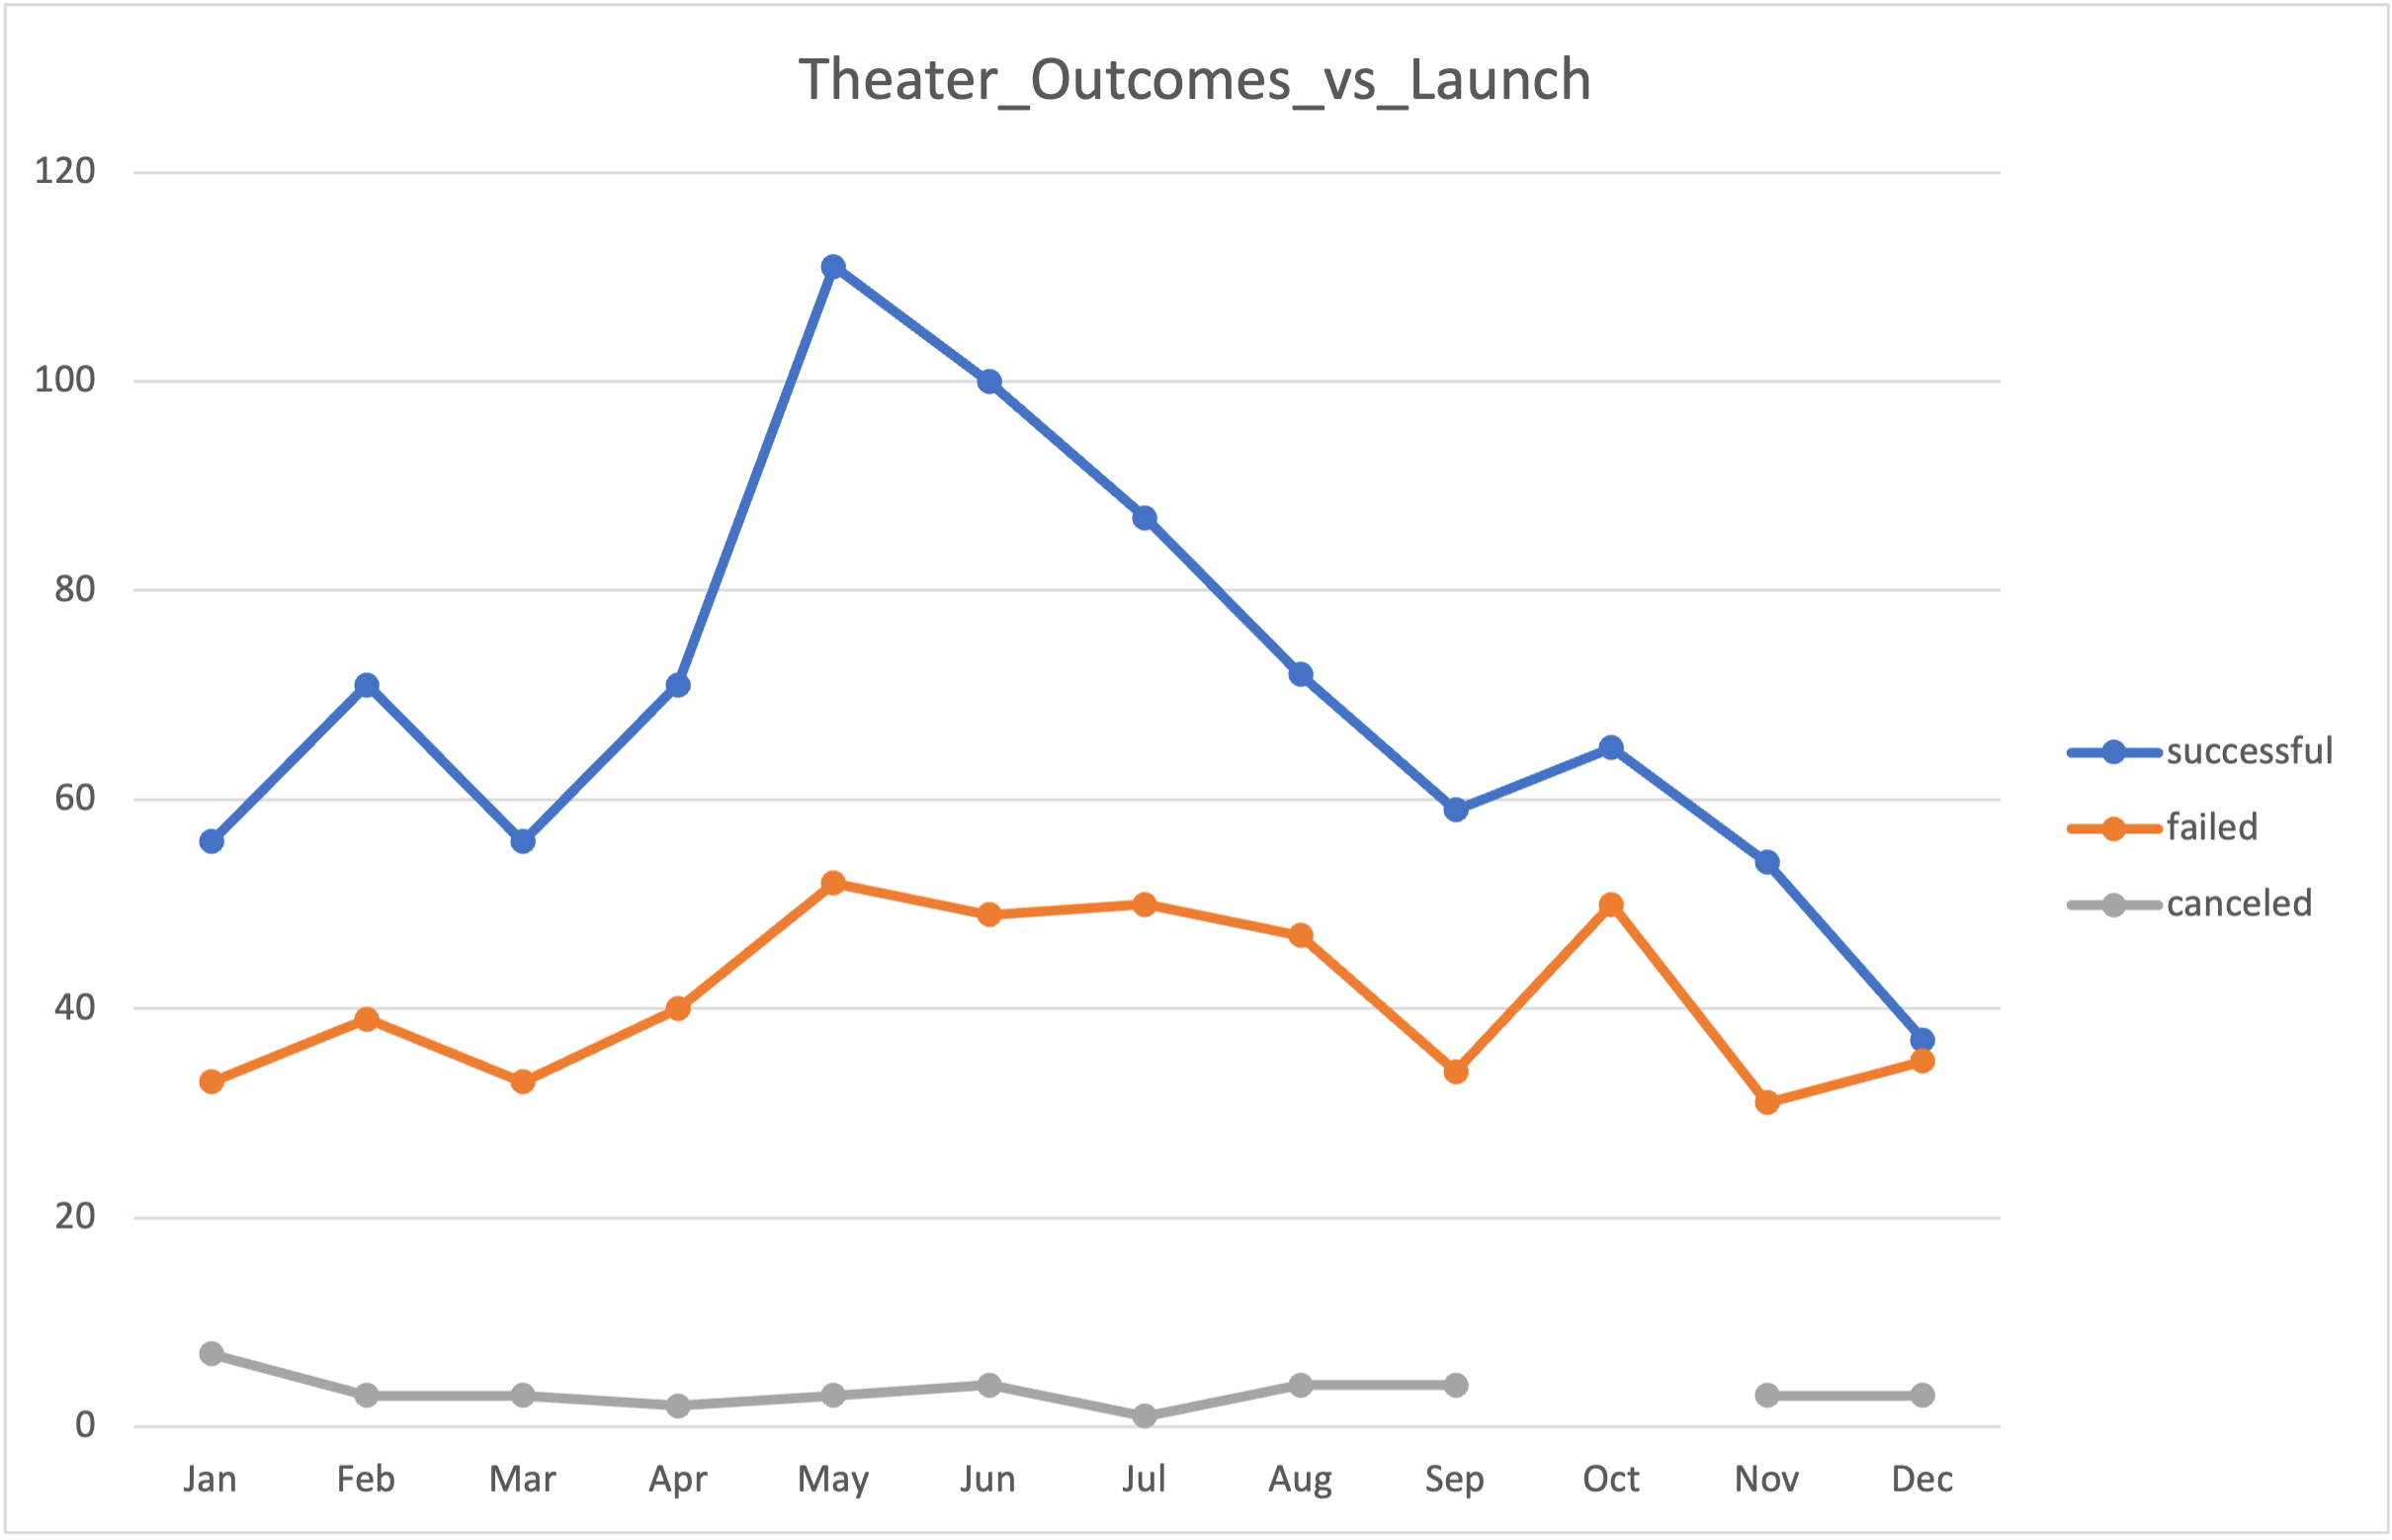 Theater_Outcomes_vs_Launch
120
100
80
60
40
20
0
Jan Feb Mar Apr May Jun Jul Aug Sep Oct Nov Dec
successful
failed
canceled